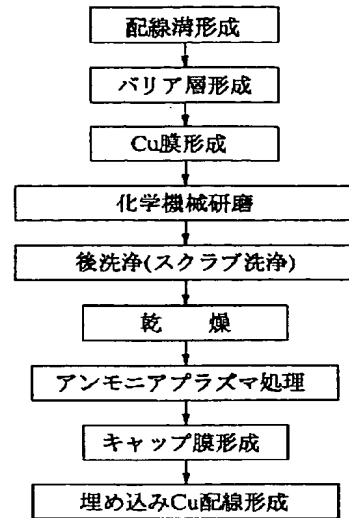 配線溝形成
バリア層形成
Cu膜形成
化学機械研磨
後洗浄(スクラブ洗浄)
乾　　燥
アンモニアプラズマ処理
キャップ膜形成
埋め込みCu配線形成